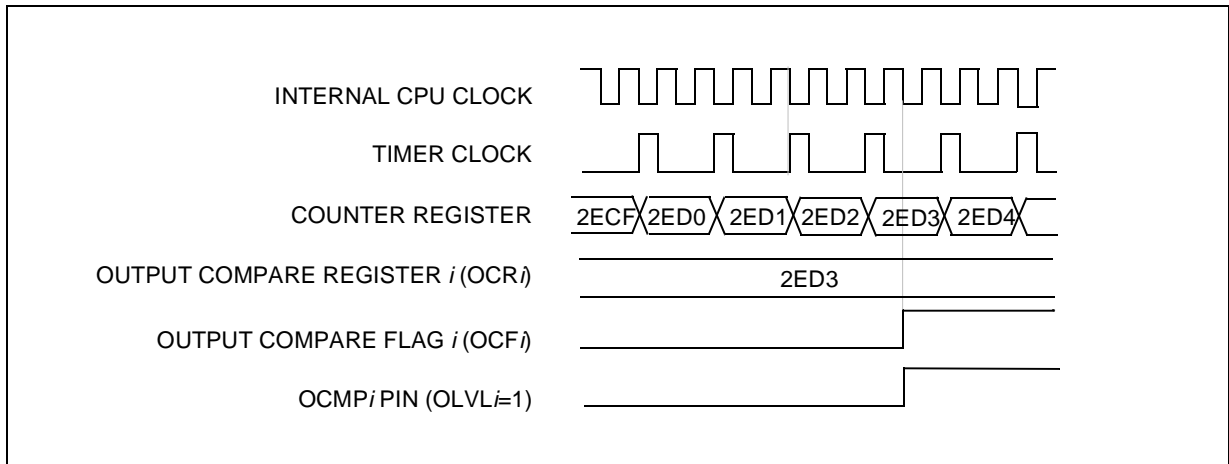 INTERNAL CPU CLOCK
TIMER CLOCK
COUNTER REGISTER 2ECF 2ED0 2ED1 2ED2 2ED3 2ED4
OUTPUT COMPARE REGISTER i (OCRi) 2ED3
OUTPUT COMPARE FLAG i (OCFi)
OCMPi PIN (OLVLi=1)